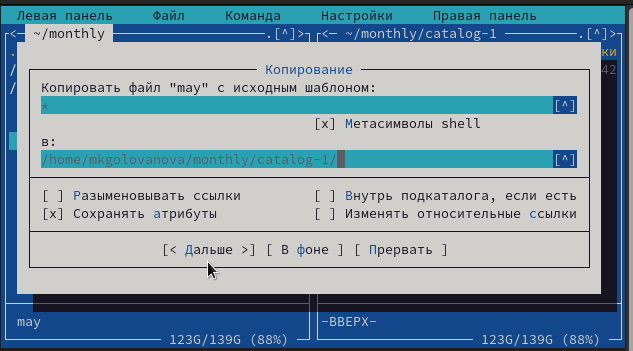 Левая панель Файл Команда Настройки Правая панель
<─ ~/monthly .[^]> <─ ~/monthly/catalog-1 .[^]>
Копирование
Копировать файл "may" с исходным шаблоном:
* [^]
[x] Метасимволы shell
в:
/home/mkgolovanova/monthly/catalog-1/ [^]
[ ] Разыменовывать ссылки [ ] Внутрь подкаталога, если есть
[x] Сохранять атрибуты [ ] Изменять относительные ссылки
[< Дальше >] [ В фоне ] [ Прервать ]
may -ВВЕРХ-
123G/139G (88%) 123G/139G (88%)